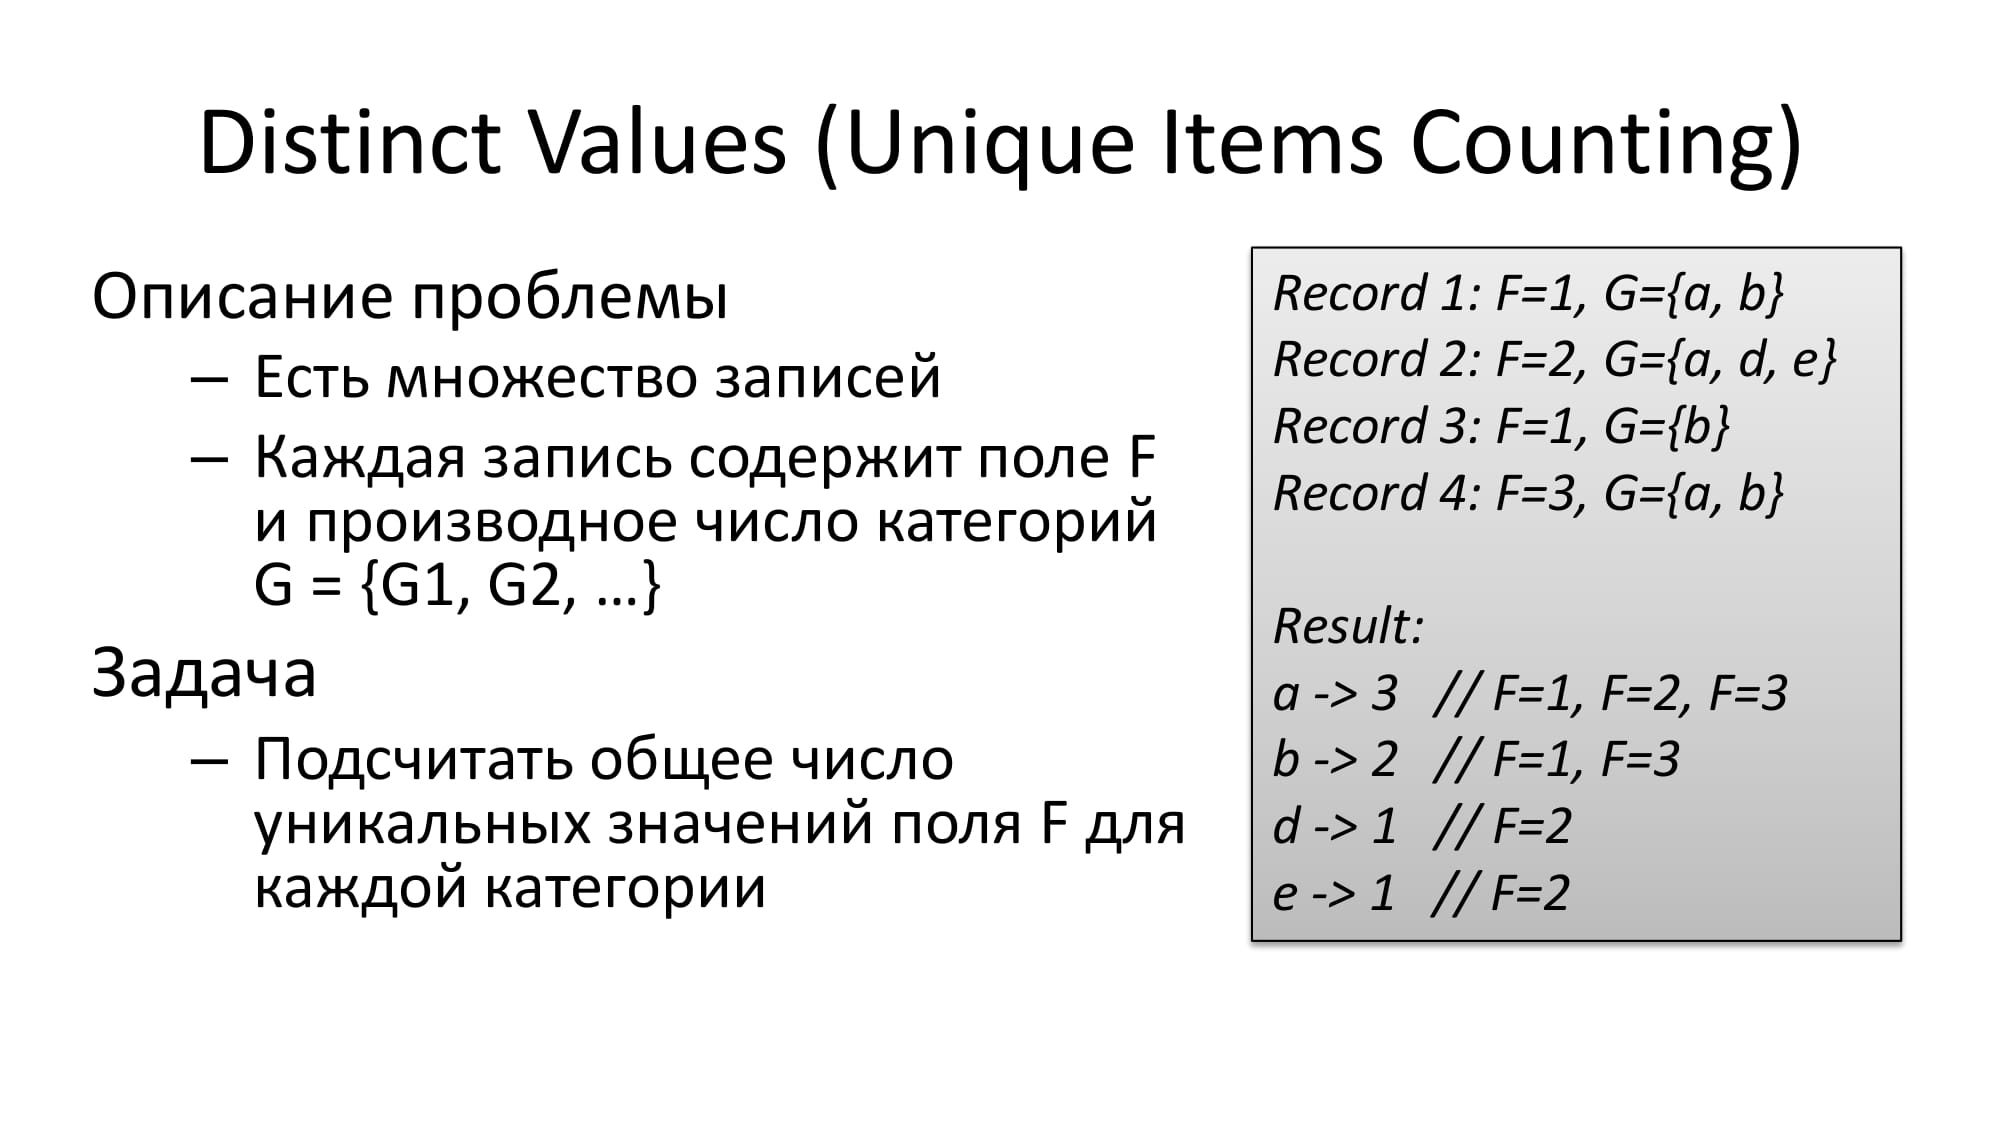 Distinct Values (Unique Items Counting)
Описание проблемы
– Есть множество записей
– Каждая запись содержит поле F
и производное число категорий
G = {G1, G2, …}
Задача
– Подсчитать общее число
уникальных значений поля F для
каждой категории
Record 1: F=1, G={a, b}
Record 2: F=2, G={a, d, e}
Record 3: F=1, G={b}
Record 4: F=3, G={a, b}
Result:
a -> 3 // F=1, F=2, F=3
b -> 2 // F=1, F=3
d -> 1 // F=2
e -> 1 // F=2